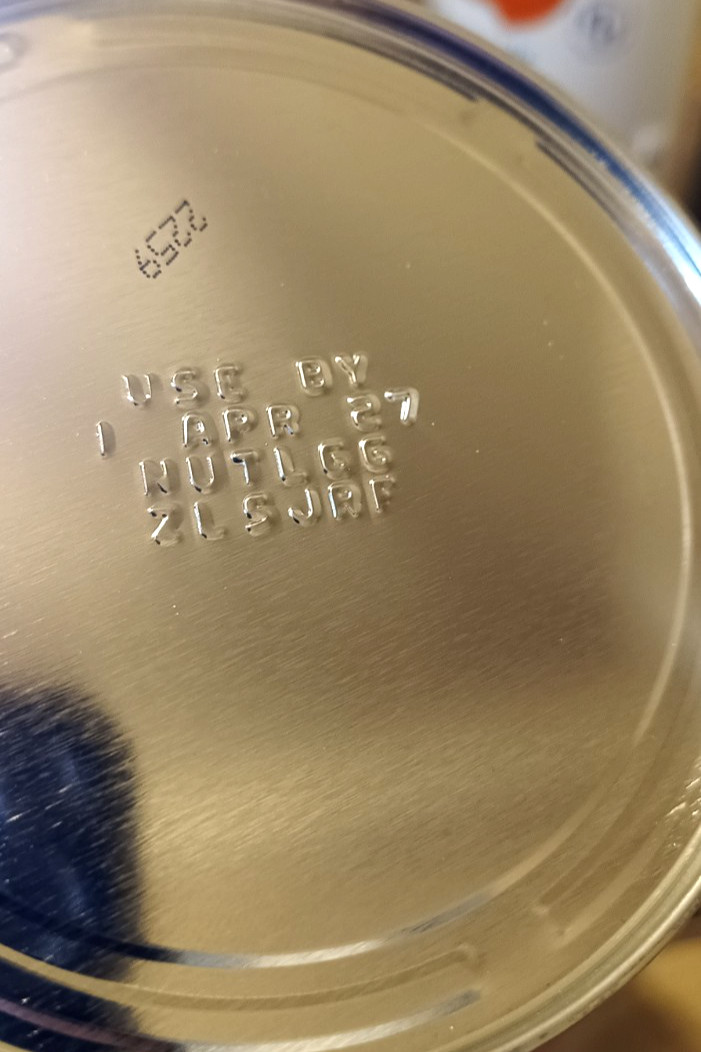 2259
USE BY
1 APR 27
NUTLGG
ZLSJRF